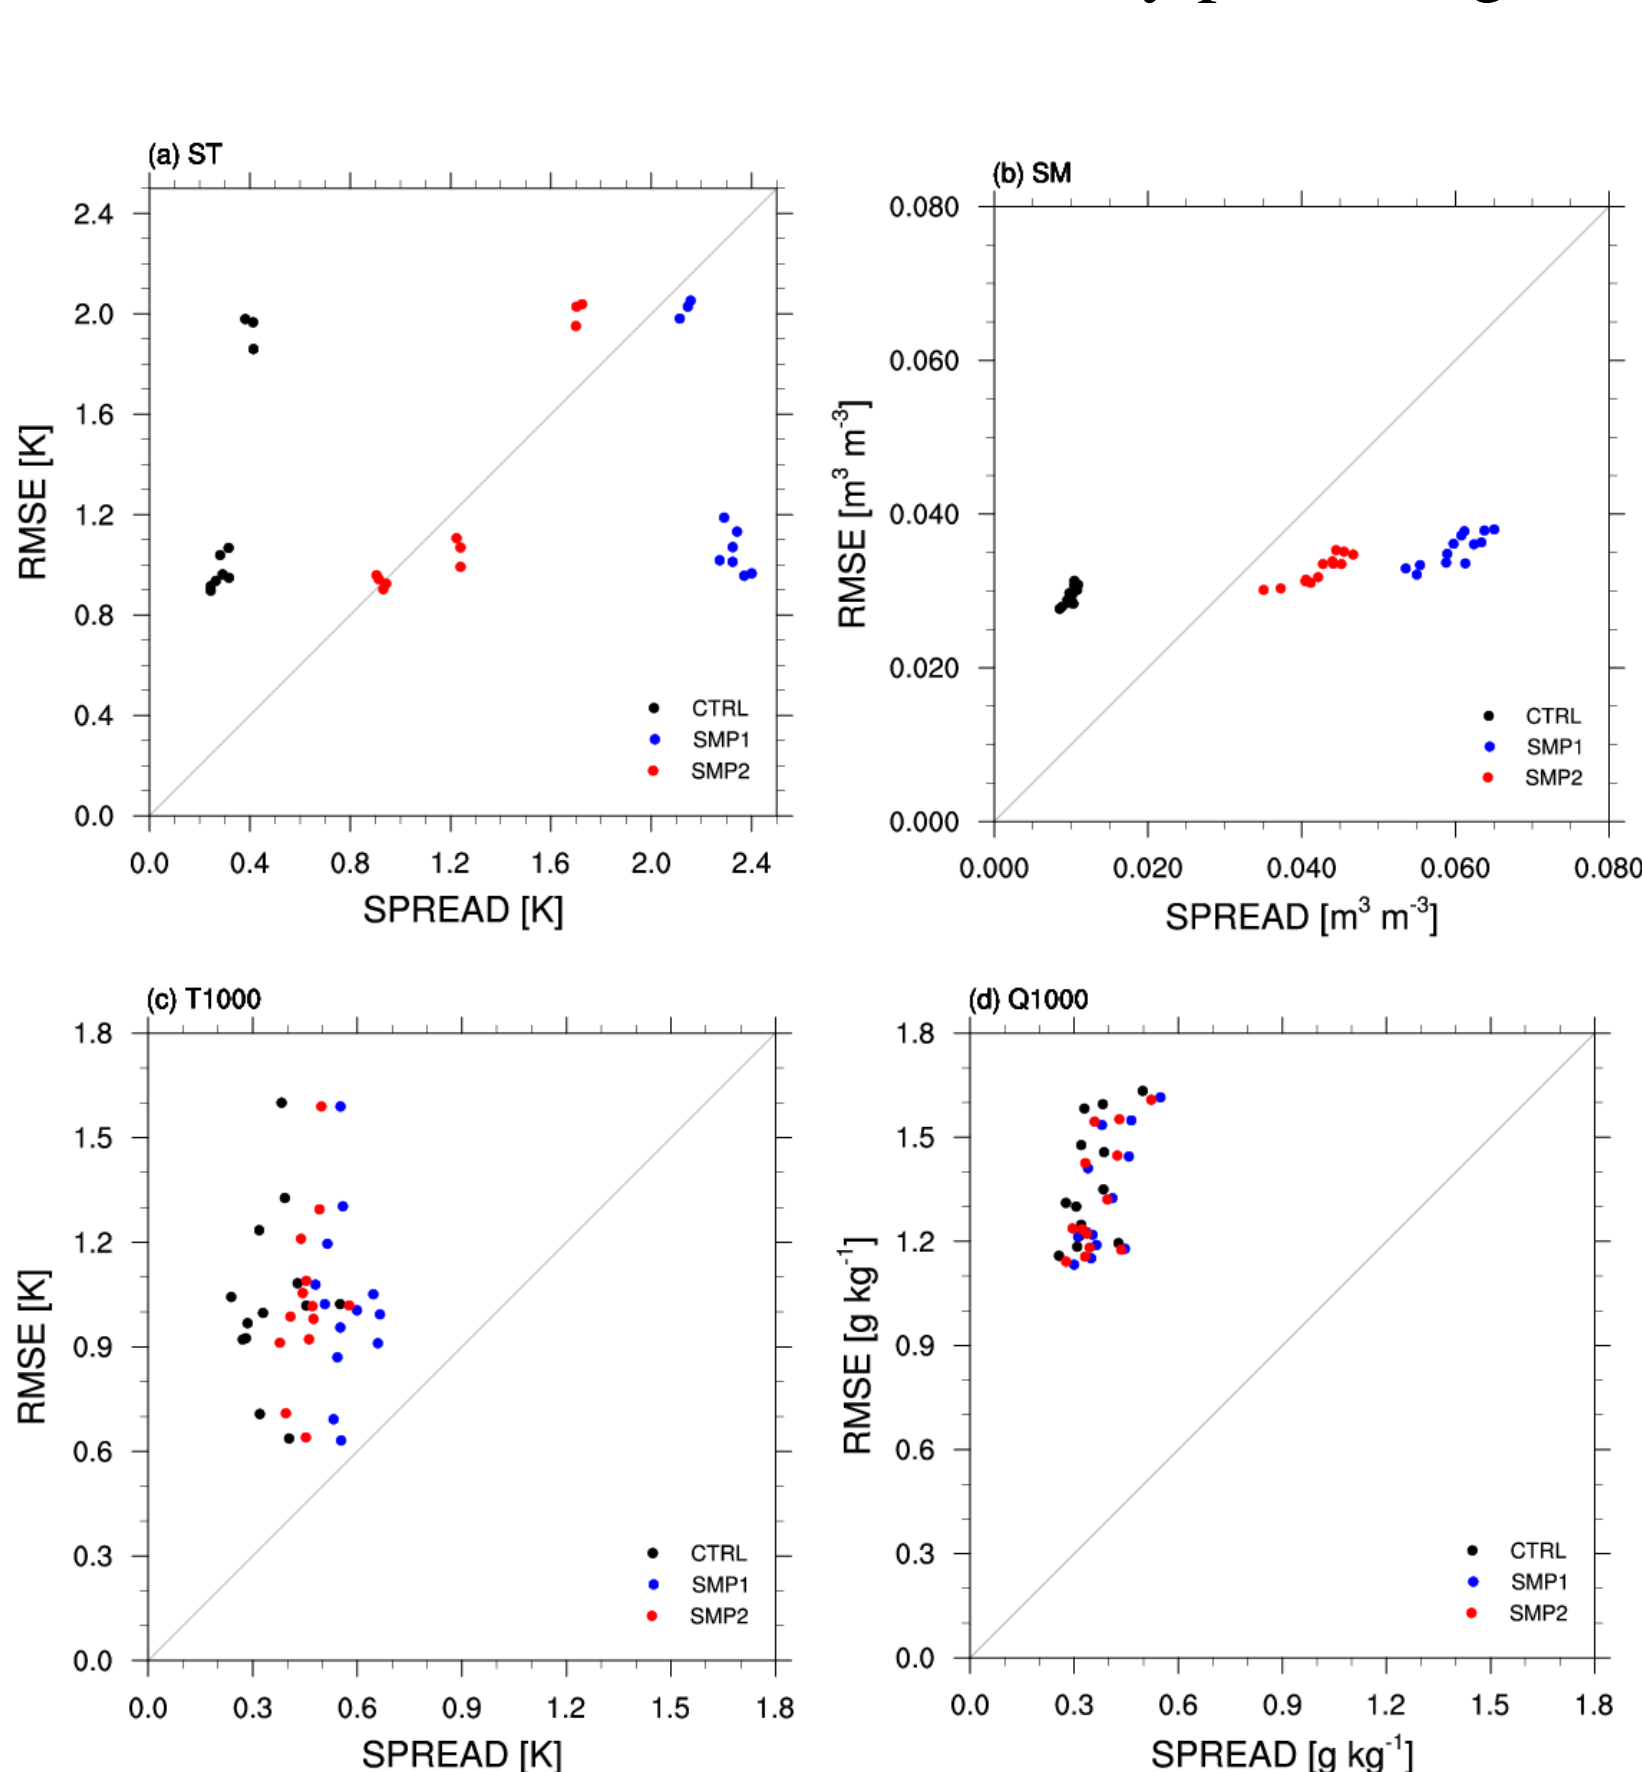 (a) ST
RMSE [K]
2.4
2.0
1.6
1.2
0.8
0.4
0.0
0.0 0.4 0.8 1.2 1.6 2.0 2.4
SPREAD [K]
CTRL
SMP1
SMP2
(b) SM
RMSE [m³ m⁻³]
0.080
0.060
0.040
0.020
0.000
0.000 0.020 0.040 0.060 0.080
SPREAD [m³ m⁻³]
CTRL
SMP1
SMP2
(c) T1000
RMSE [K]
1.8
1.5
1.2
0.9
0.6
0.3
0.0
0.0 0.3 0.6 0.9 1.2 1.5 1.8
SPREAD [K]
CTRL
SMP1
SMP2
(d) Q1000
RMSE [g kg⁻¹]
1.8
1.5
1.2
0.9
0.6
0.3
0.0
0.0 0.3 0.6 0.9 1.2 1.5 1.8
SPREAD [g kg⁻¹]
CTRL
SMP1
SMP2